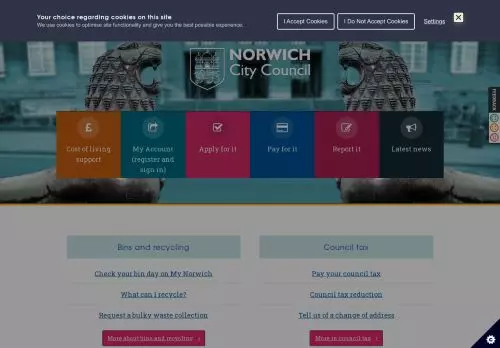 Your choice regarding cookies on this site
We use cookies to optimise site functionality and give you the best possible experience.
I Accept Cookies
I Do Not Accept Cookies
Settings
NORWICH
City Council
FEEDBACK
Cost of living
support
My Account
(register and
sign in)
Apply for it
Pay for it
Report it
Latest news
Bins and recycling
Council tax
Check your bin day on My Norwich
Pay your council tax
What can i recycle?
Council tax reduction
Request a bulky waste collection
Tell us of a change of address
More about bins and recycling
More in council tax